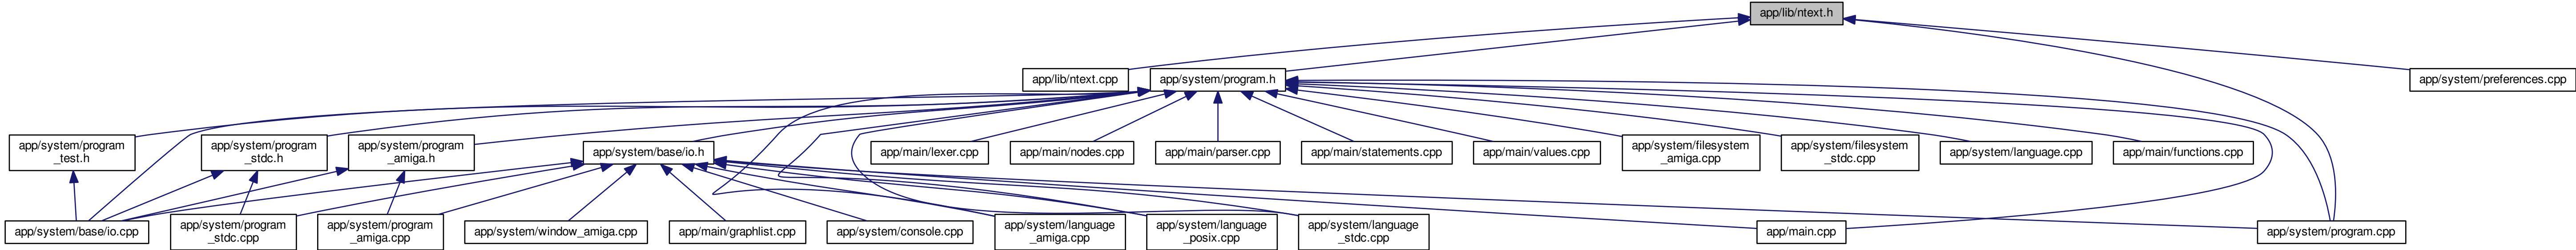 app/lib/ntext.h
app/lib/ntext.cpp
app/system/program.h
app/system/preferences.cpp
app/system/program
_test.h
app/system/program
_stdc.h
app/system/program
_amiga.h
app/system/base/io.h
app/main/lexer.cpp
app/main/nodes.cpp
app/main/parser.cpp
app/main/statements.cpp
app/main/values.cpp
app/system/filesystem
_amiga.cpp
app/system/filesystem
_stdc.cpp
app/system/language.cpp
app/main/functions.cpp
app/system/base/io.cpp
app/system/program
_stdc.cpp
app/system/program
_amiga.cpp
app/system/window_amiga.cpp
app/main/graphlist.cpp
app/system/console.cpp
app/system/language
_amiga.cpp
app/system/language
_posix.cpp
app/system/language
_stdc.cpp
app/main.cpp
app/system/program.cpp